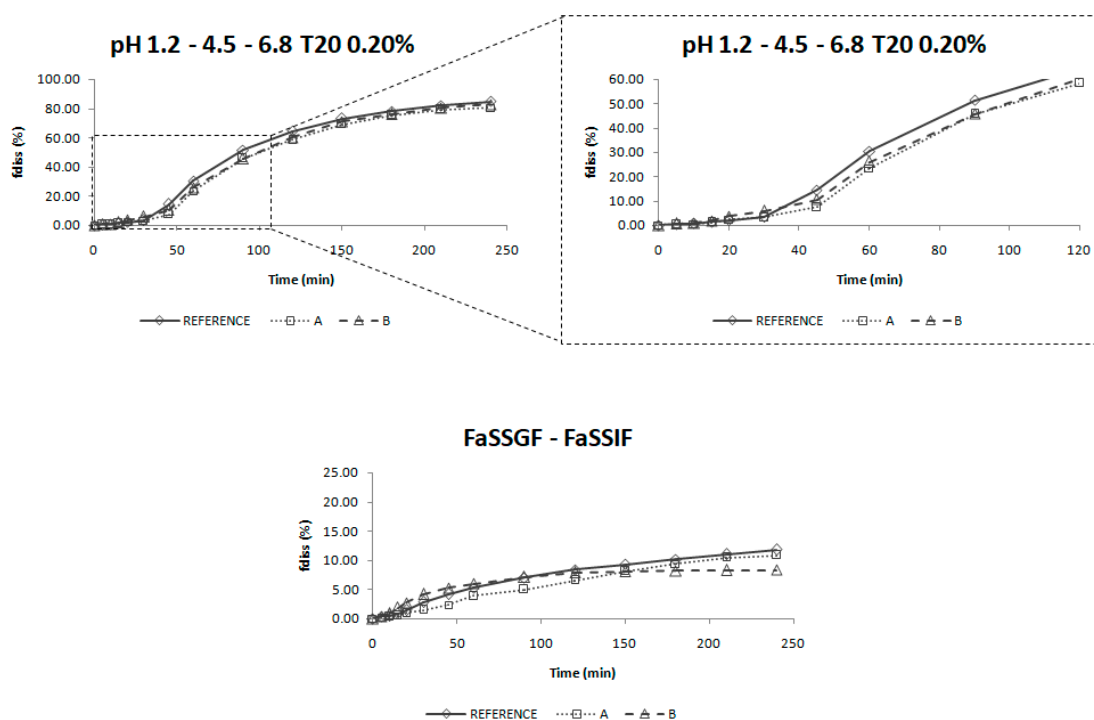 pH 1.2 - 4.5 - 6.8 T20 0.20%
100.00
80.00
60.00
40.00
20.00
0.00
fdiss (%)
0 50 100 150 200 250
Time (min)
REFERENCE A B
pH 1.2 - 4.5 - 6.8 T20 0.20%
60.00
50.00
40.00
30.00
20.00
10.00
0.00
fdiss (%)
0 20 40 60 80 100 120
Time (min)
REFERENCE A B
FaSSGF - FaSSIF
25.00
20.00
15.00
10.00
5.00
0.00
fdiss (%)
0 50 100 150 200 250
Time (min)
REFERENCE A B